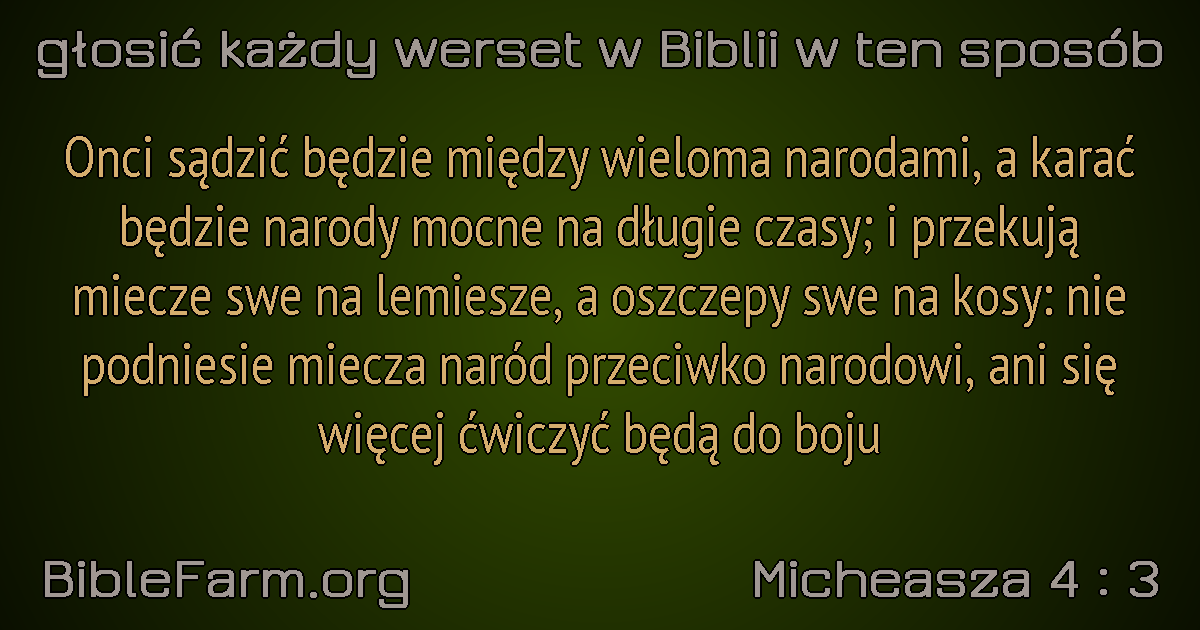 głosić każdy werset w Biblii w ten sposób
Onci sądzić będzie między wieloma narodami, a karać
będzie narody mocne na długie czasy; i przekują
miecze swe na lemiesze, a oszczepy swe na kosy: nie
podniesie miecza naród przeciwko narodowi, ani się
więcej ćwiczyć będą do boju
BibleFarm.org
Micheasza 4 : 3